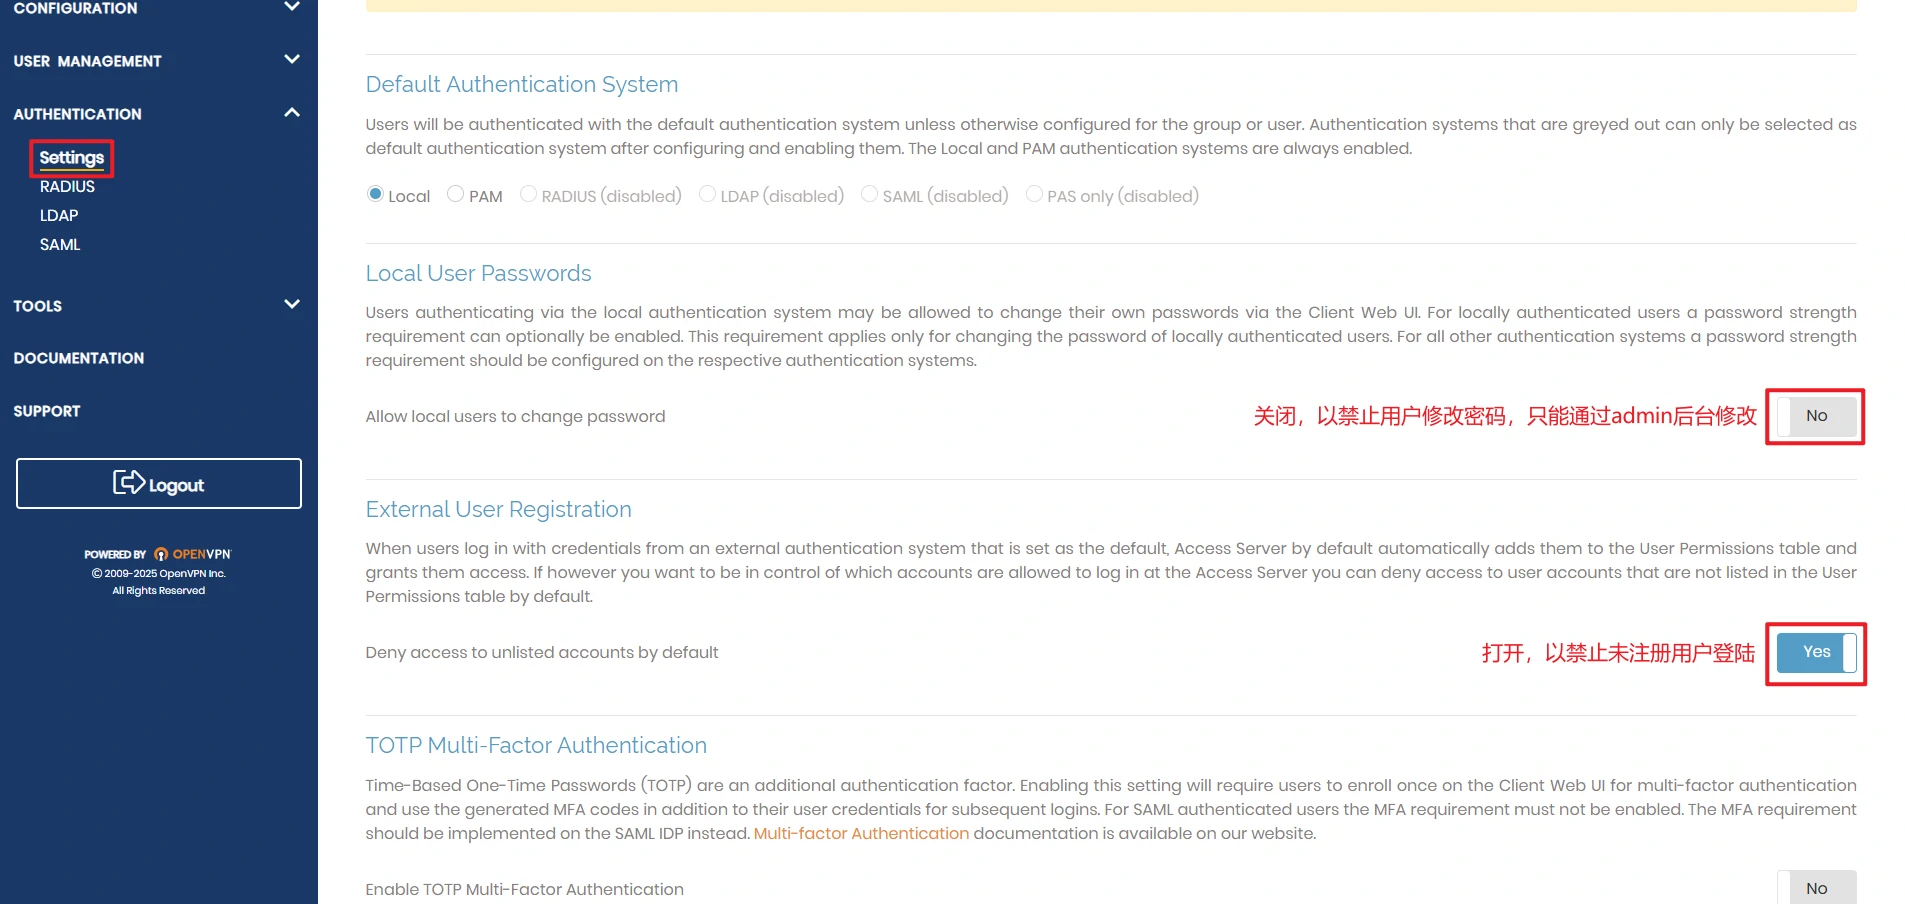 CONFIGURATION
USER MANAGEMENT
AUTHENTICATION
Settings
RADIUS
LDAP
SAML
TOOLS
DOCUMENTATION
SUPPORT
Logout
POWERED BY OPENVPN
© 2009-2025 OpenVPN Inc.
All Rights Reserved
Default Authentication System
Users will be authenticated with the default authentication system unless otherwise configured for the group or user. Authentication systems that are greyed out can only be selected as
default authentication system after configuring and enabling them. The Local and PAM authentication systems are always enabled.
Local PAM RADIUS (disabled) LDAP (disabled) SAML (disabled) PAS only (disabled)
Local User Passwords
Users authenticating via the local authentication system may be allowed to change their own passwords via the Client Web UI. For locally authenticated users a password strength
requirement can optionally be enabled. This requirement applies only for changing the password of locally authenticated users. For all other authentication systems a password strength
requirement should be configured on the respective authentication systems.
Allow local users to change password 关闭，以禁止用户修改密码，只能通过admin后台修改 No
External User Registration
When users log in with credentials from an external authentication system that is set as the default, Access Server by default automatically adds them to the User Permissions table and
grants them access. If however you want to be in control of which accounts are allowed to log in at the Access Server you can deny access to user accounts that are not listed in the User
Permissions table by default.
Deny access to unlisted accounts by default 打开，以禁止未注册用户登陆 Yes
TOTP Multi-Factor Authentication
Time-Based One-Time Passwords (TOTP) are an additional authentication factor. Enabling this setting will require users to enroll once on the Client Web UI for multi-factor authentication
and use the generated MFA codes in addition to their user credentials for subsequent logins. For SAML authenticated users the MFA requirement must not be enabled. The MFA requirement
should be implemented on the SAML IDP instead. Multi-factor Authentication documentation is available on our website.
Enable TOTP Multi-Factor Authentication No